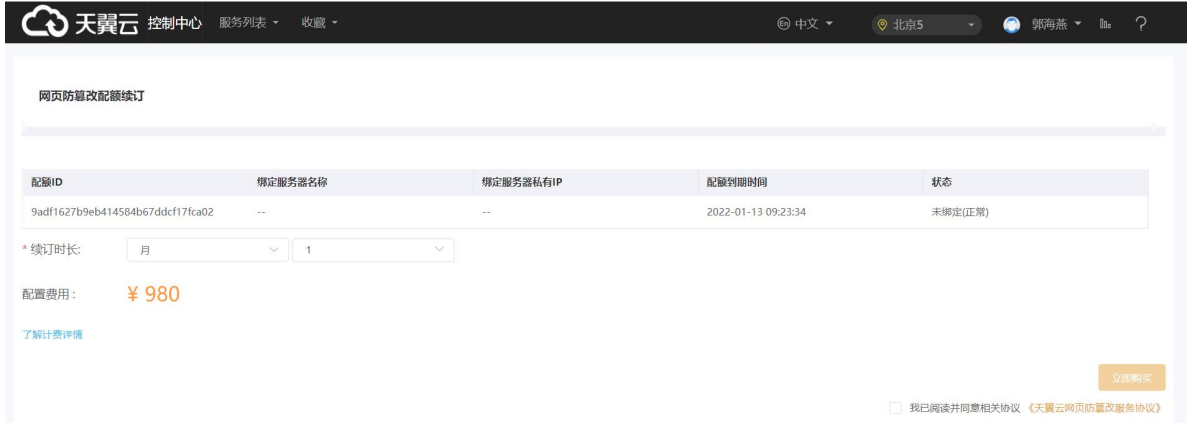 天翼云 控制中心 服务列表 收藏 En 中文 北京5 郭海燕 ?
网页防篡改配额续订
配额ID 绑定服务器名称 绑定服务器私有IP 配额到期时间 状态
9adf1627b9eb414584b67ddcf17fca02 -- -- 2022-01-13 09:23:34 未绑定(正常)
* 续订时长: 月 1
配置费用: ¥ 980
了解计费详情
立即购买
我已阅读并同意相关协议 《天翼云网页防篡改服务协议》